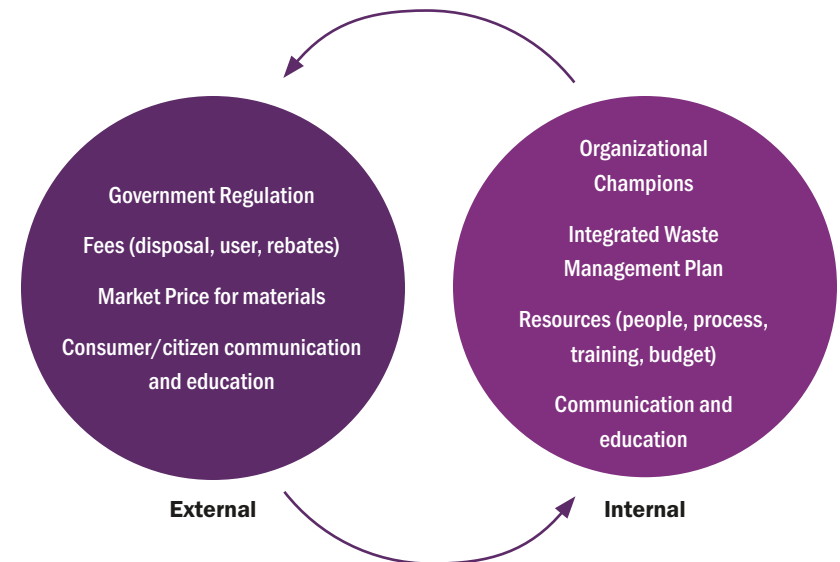 Government Regulation
Fees (disposal, user, rebates)
Market Price for materials
Consumer/citizen communication
and education
External
Organizational
Champions
Integrated Waste
Management Plan
Resources (people, process,
training, budget)
Communication and
education
Internal